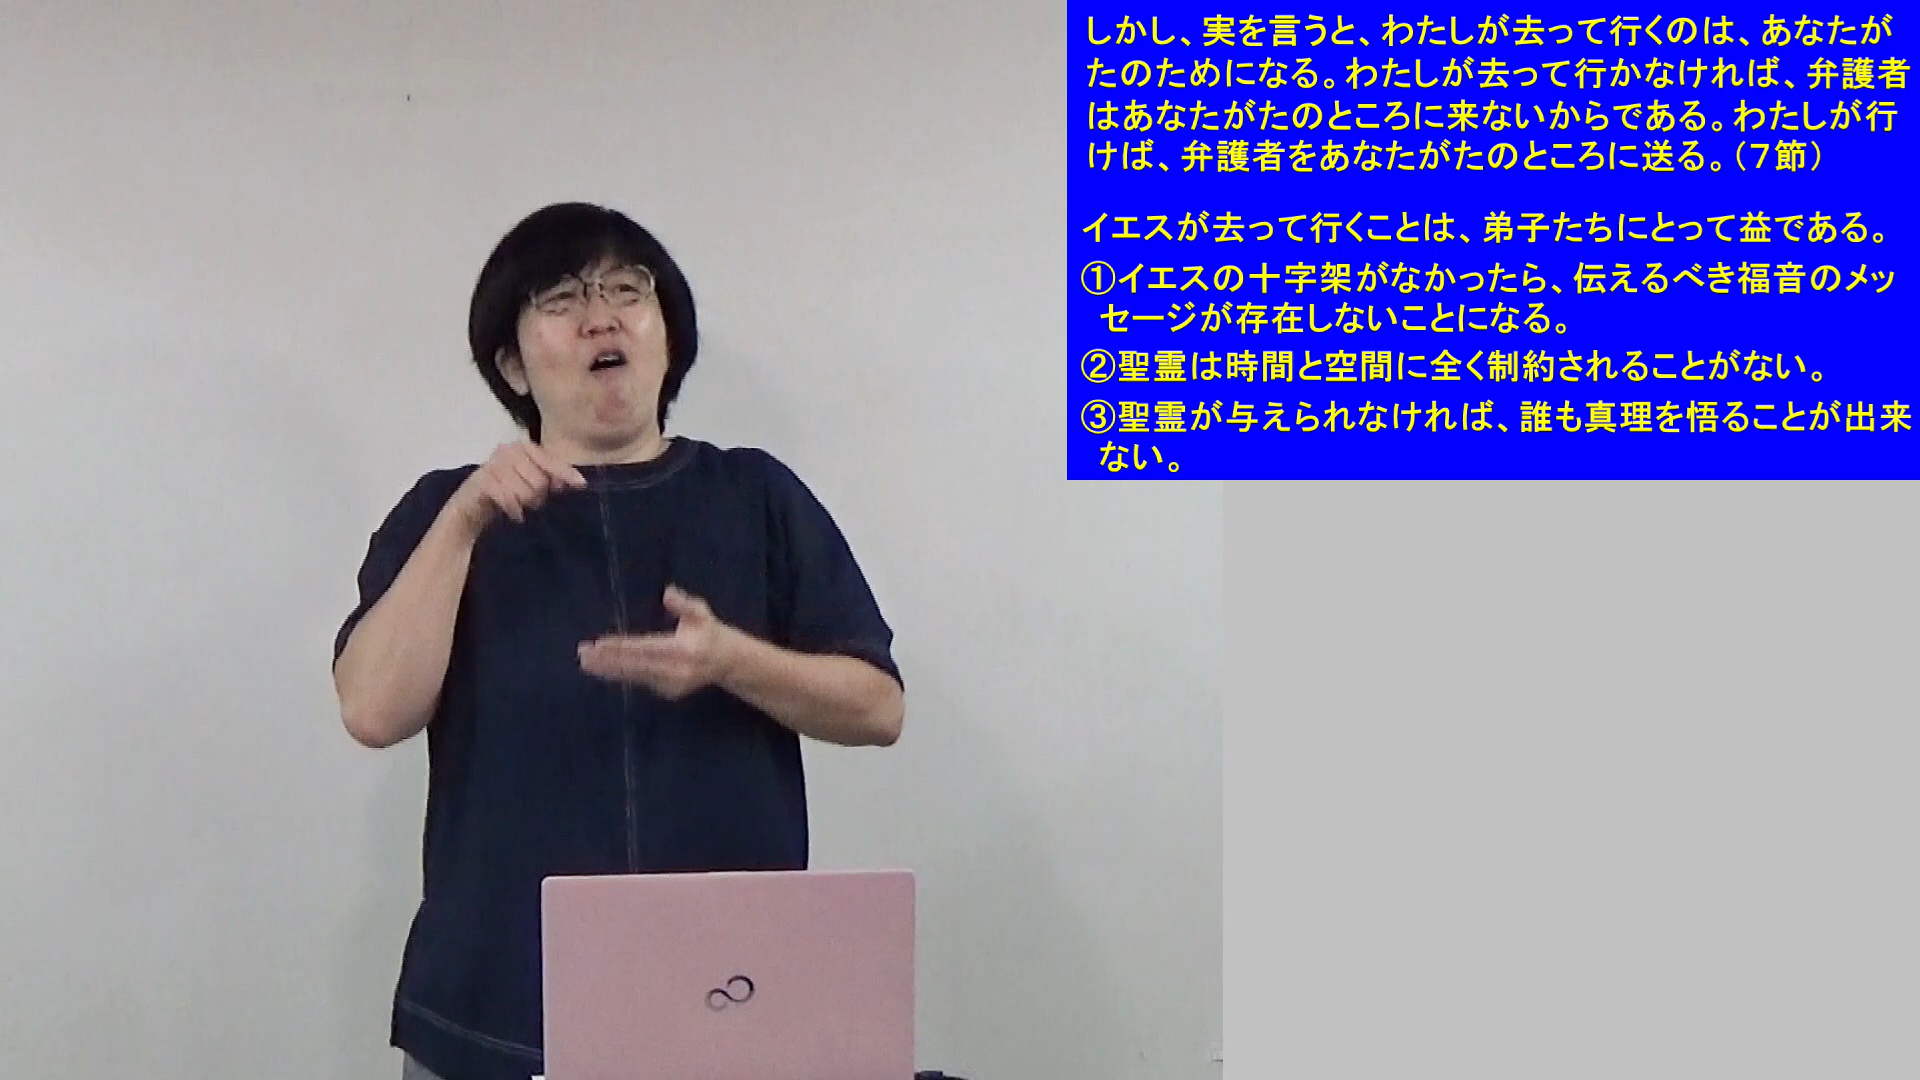 しかし、実を言うと、わたしが去って行くのは、あなたが
たのためになる。わたしが去って行かなければ、弁護者
はあなたがたのところに来ないからである。わたしが行
けば、弁護者をあなたがたのところに送る。（７節）
イエスが去って行くことは、弟子たちにとって益である。
①イエスの十字架がなかったら、伝えるべき福音のメッ
セージが存在しないことになる。
②聖霊は時間と空間に全く制約されることがない。
③聖霊が与えられなければ、誰も真理を悟ることが出来
ない。